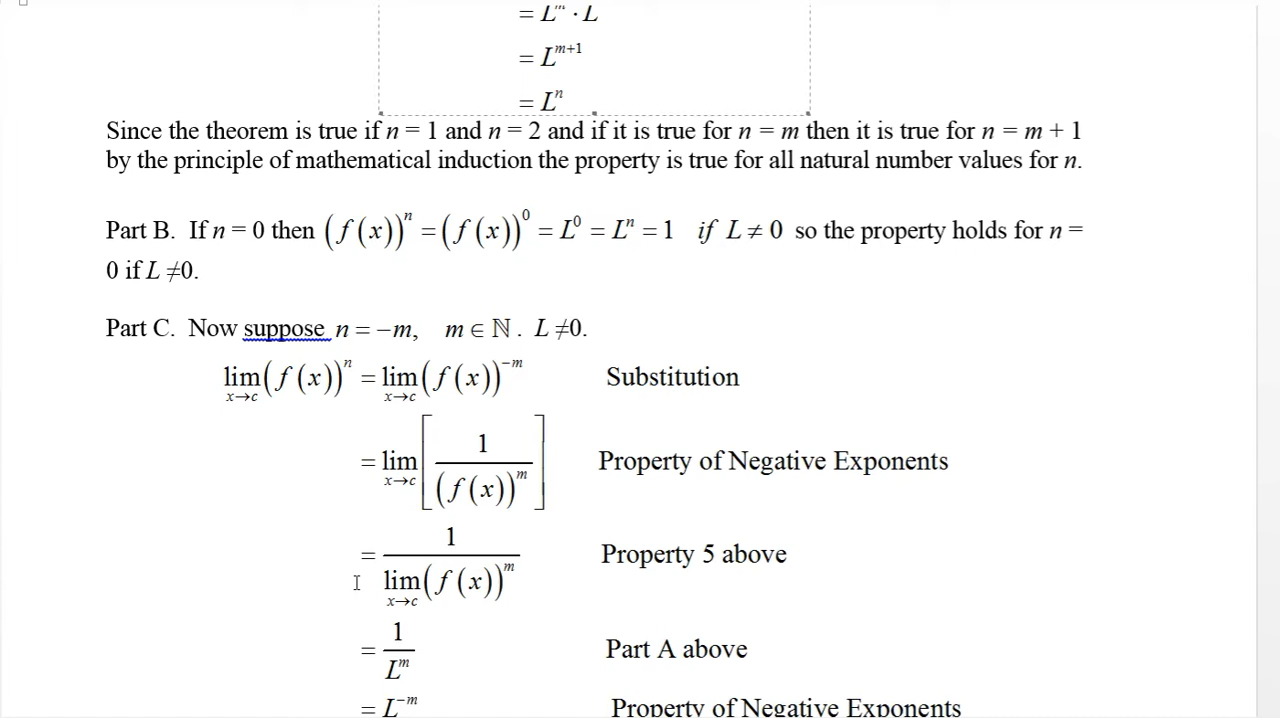 = L^m · L
= L^{m+1}
= L^n
Since the theorem is true if n = 1 and n = 2 and if it is true for n = m then it is true for n = m + 1
by the principle of mathematical induction the property is true for all natural number values for n.
Part B. If n = 0 then (f(x))^n = (f(x))^0 = L^0 = L^n = 1 if L ≠ 0 so the property holds for n =
0 if L ≠0.
Part C. Now suppose n = −m, m ∈ ℕ. L ≠0.
lim_{x→c} (f(x))^n = lim_{x→c} (f(x))^{−m} Substitution
= lim_{x→c} [1 / (f(x))^m] Property of Negative Exponents
= 1 / lim_{x→c} (f(x))^m Property 5 above
= 1 / L^m Part A above
= L^{−m} Property of Negative Exponents